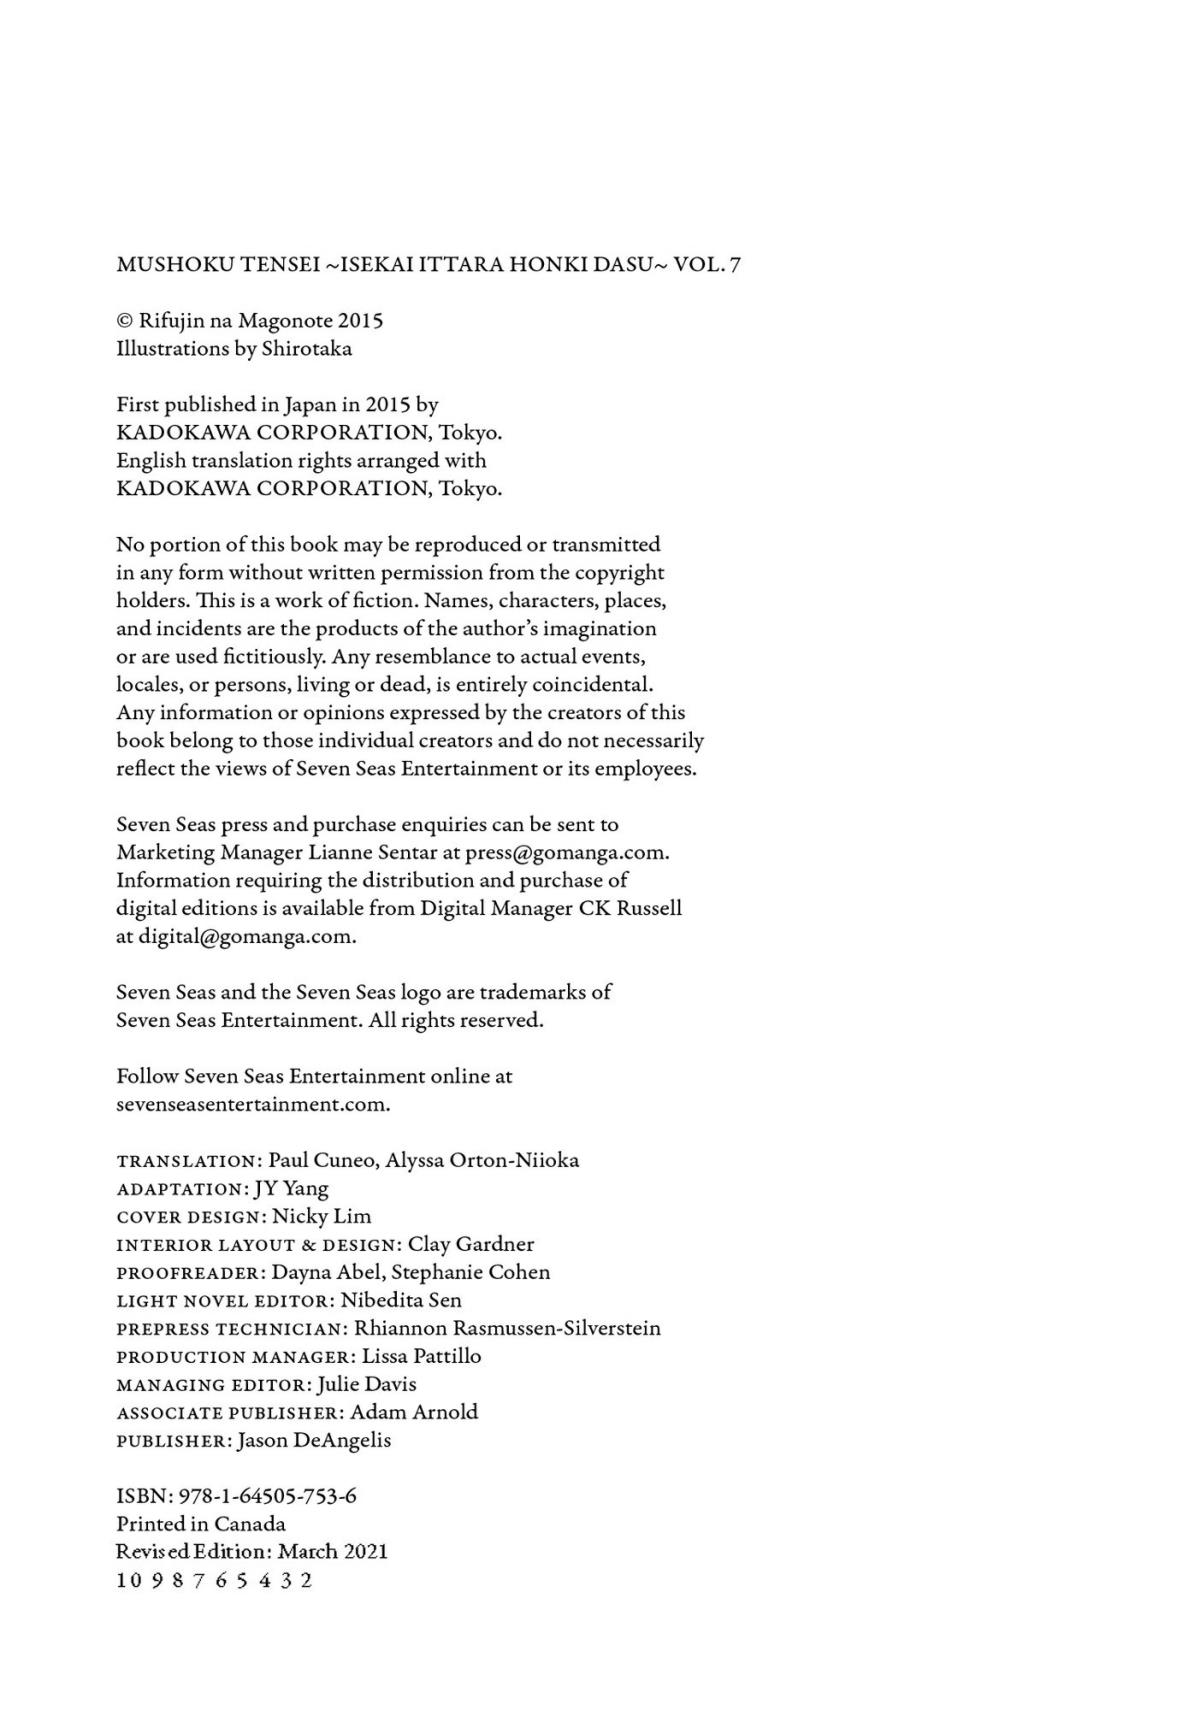 MUSHOKU TENSEI ~ISEKAI ITTARA HONKI DASU~ VOL. 7
© Rifujin na Magonote 2015
Illustrations by Shirotaka
First published in Japan in 2015 by
KADOKAWA CORPORATION, Tokyo.
English translation rights arranged with
KADOKAWA CORPORATION, Tokyo.
No portion of this book may be reproduced or transmitted
in any form without written permission from the copyright
holders. This is a work of fiction. Names, characters, places,
and incidents are the products of the author’s imagination
or are used fictitiously. Any resemblance to actual events,
locales, or persons, living or dead, is entirely coincidental.
Any information or opinions expressed by the creators of this
book belong to those individual creators and do not necessarily
reflect the views of Seven Seas Entertainment or its employees.
Seven Seas press and purchase enquiries can be sent to
Marketing Manager Lianne Sentar at press@gomanga.com.
Information requiring the distribution and purchase of
digital editions is available from Digital Manager CK Russell
at digital@gomanga.com.
Seven Seas and the Seven Seas logo are trademarks of
Seven Seas Entertainment. All rights reserved.
Follow Seven Seas Entertainment online at
sevenseasentertainment.com.
TRANSLATION: Paul Cuneo, Alyssa Orton-Niioka
ADAPTATION: JY Yang
COVER DESIGN: Nicky Lim
INTERIOR LAYOUT & DESIGN: Clay Gardner
PROOFREADER: Dayna Abel, Stephanie Cohen
LIGHT NOVEL EDITOR: Nibedita Sen
PREPRESS TECHNICIAN: Rhiannon Rasmussen-Silverstein
PRODUCTION MANAGER: Lissa Pattillo
MANAGING EDITOR: Julie Davis
ASSOCIATE PUBLISHER: Adam Arnold
PUBLISHER: Jason DeAngelis
ISBN: 978-1-64505-753-6
Printed in Canada
Revised Edition: March 2021
10 9 8 7 6 5 4 3 2